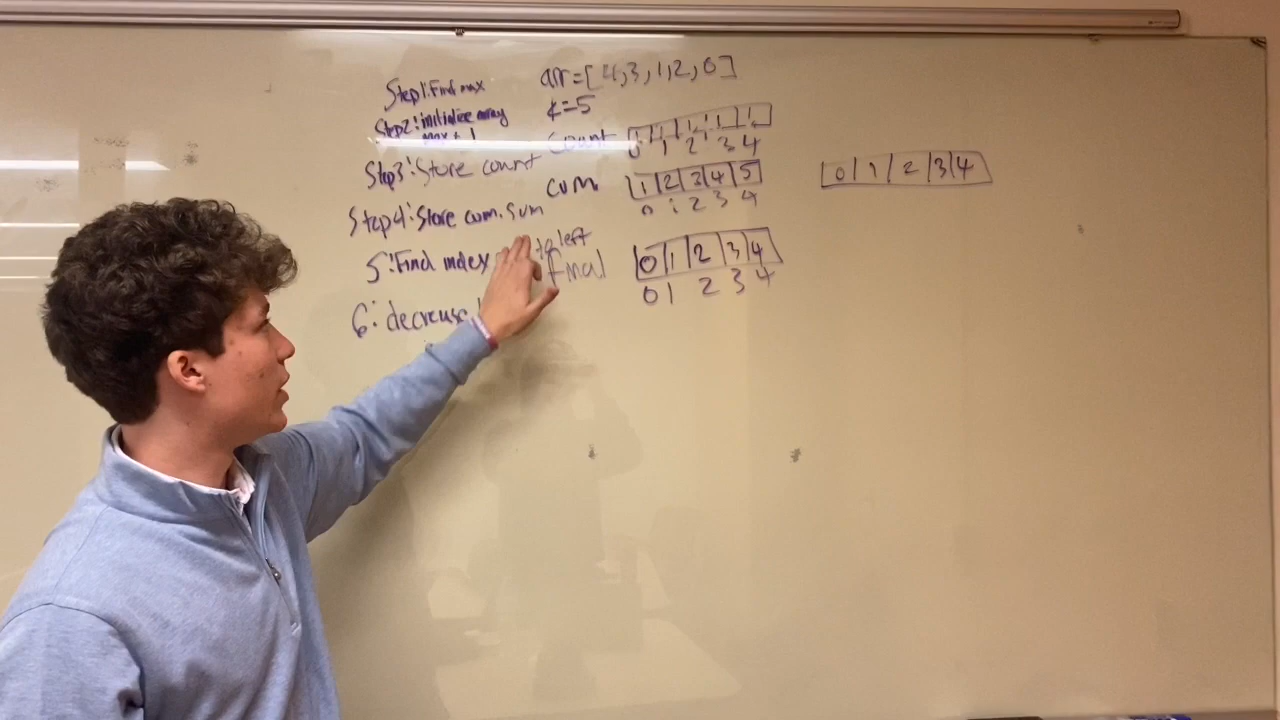 Step1: Find max
arr=[4,3,1,2,0]
Step2: initialize array
max + 1
k=5
count 1 1 1 1 1
0 1 2 3 4
Step3: Store count
cum. 1 2 3 4 5
0 1 2 3 4
0 1 2 3 4
Step4: Store cum. sum
5: Find index to left
final 0 1 2 3 4
0 1 2 3 4
6: decrease